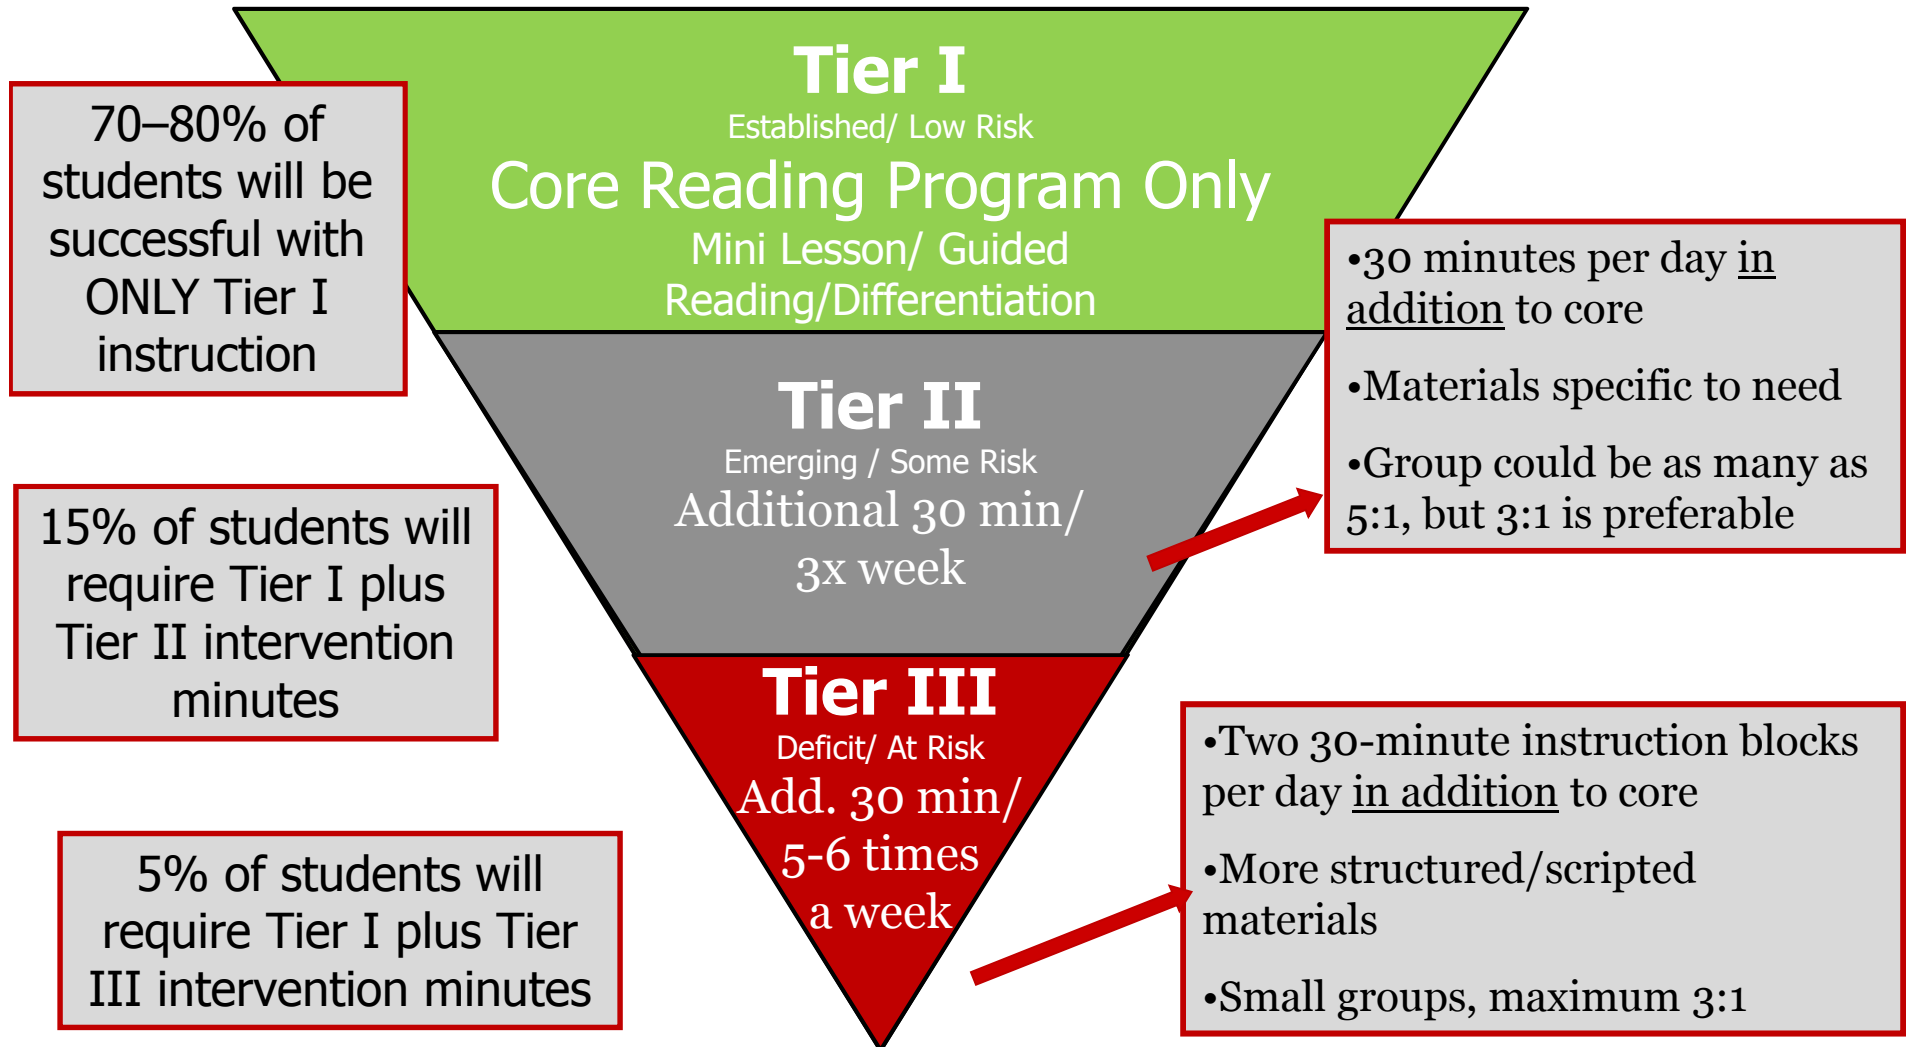 Tier I
Established/ Low Risk
Core Reading Program Only
Mini Lesson/ Guided
Reading/Differentiation
70–80% of
students will be
successful with
ONLY Tier I
instruction
•30 minutes per day in
addition to core
•Materials specific to need
•Group could be as many as
5:1, but 3:1 is preferable
Tier II
Emerging / Some Risk
Additional 30 min/
3x week
15% of students will
require Tier I plus
Tier II intervention
minutes
Tier III
Deficit/ At Risk
Add. 30 min/
5-6 times
a week
•Two 30-minute instruction blocks
per day in addition to core
•More structured/scripted
materials
•Small groups, maximum 3:1
5% of students will
require Tier I plus Tier
III intervention minutes